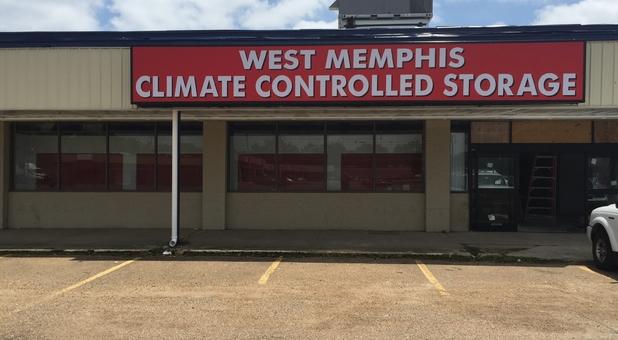 WEST MEMPHIS
CLIMATE CONTROLLED STORAGE